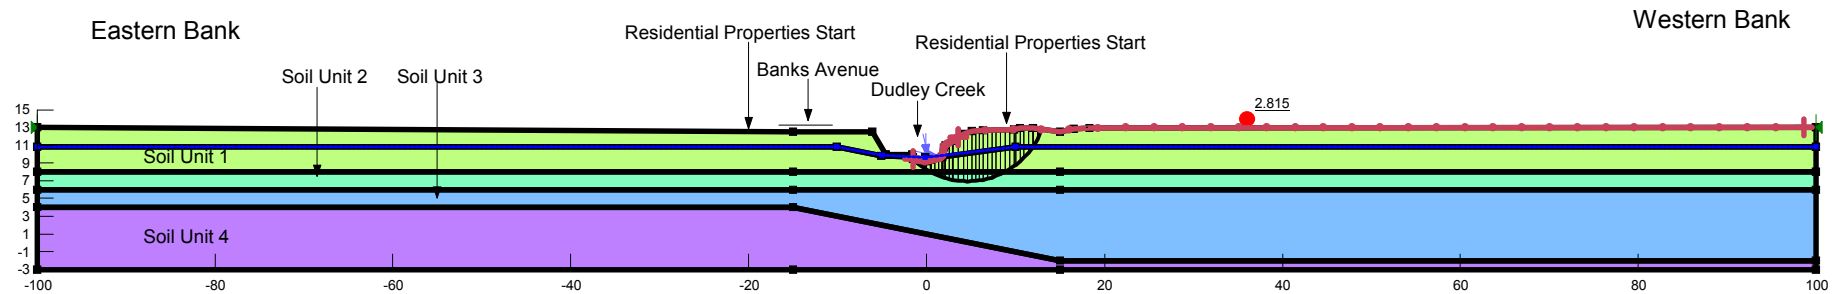 Eastern Bank
Western Bank
Residential Properties Start
Residential Properties Start
Soil Unit 2
Soil Unit 3
Banks Avenue
Dudley Creek
2.815
15
13
11
9
7
5
3
1
-1
-3
Soil Unit 1
Soil Unit 4
-100
-80
-60
-40
-20
0
20
40
60
80
100